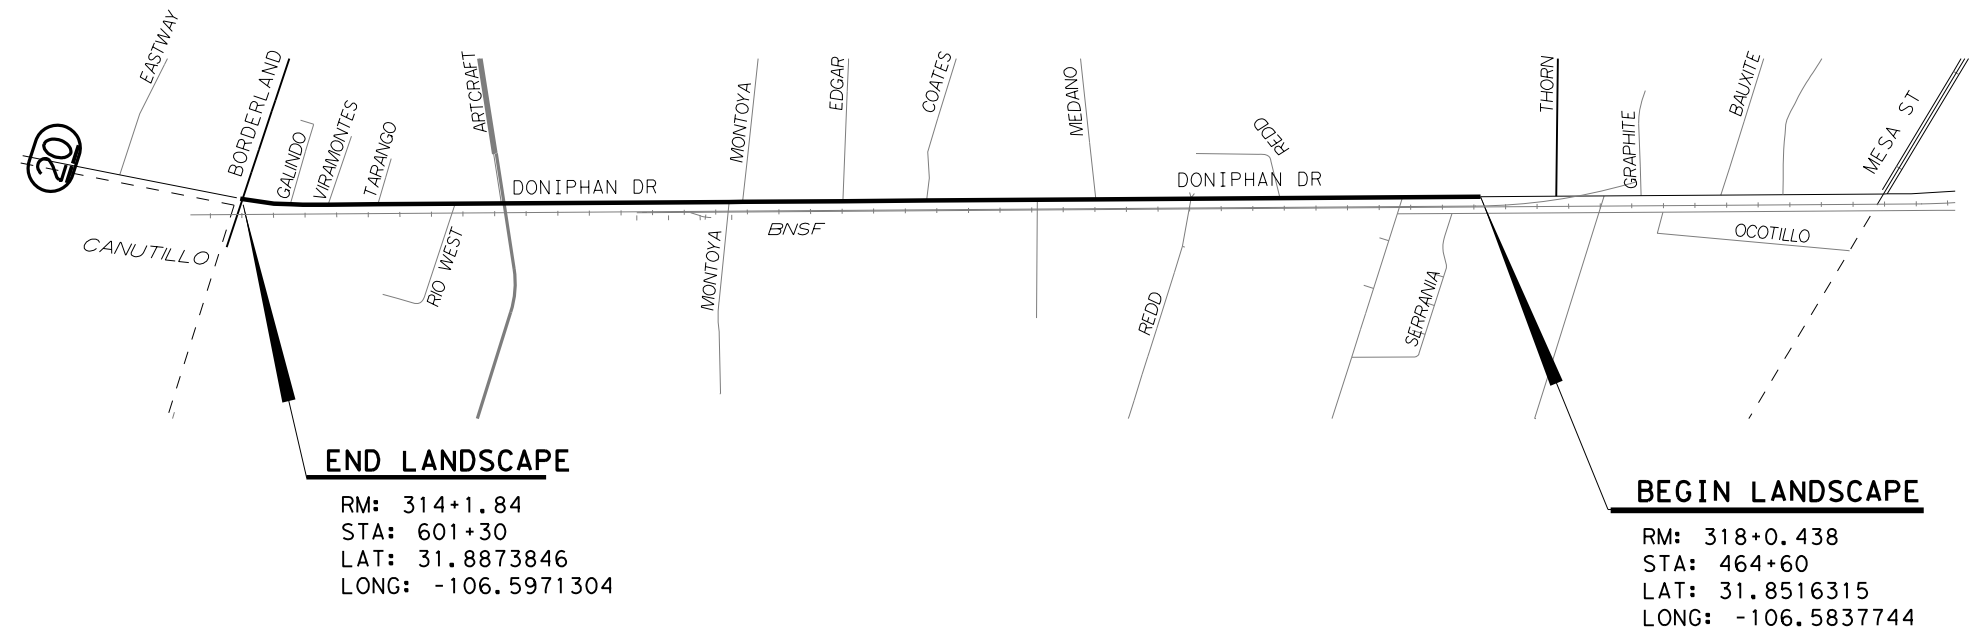 EASTWAY
BORDERLAND
ARTCRAFT
MONTOYA
EDGAR
COATES
MEDANO
THORN
BAUXITE
MESA ST
20
GALINDO
VIRAMONTES
TARANGO
REDD
GRAPHITE
DONIPHAN DR
DONIPHAN DR
CANUTILLO
RIO WEST
MONTOYA
BNSF
REDD
SERRANIA
OCOTILLO
END LANDSCAPE
RM: 314+1.84
STA: 601+30
LAT: 31.8873846
LONG: -106.5971304
BEGIN LANDSCAPE
RM: 318+0.438
STA: 464+60
LAT: 31.8516315
LONG: -106.5837744